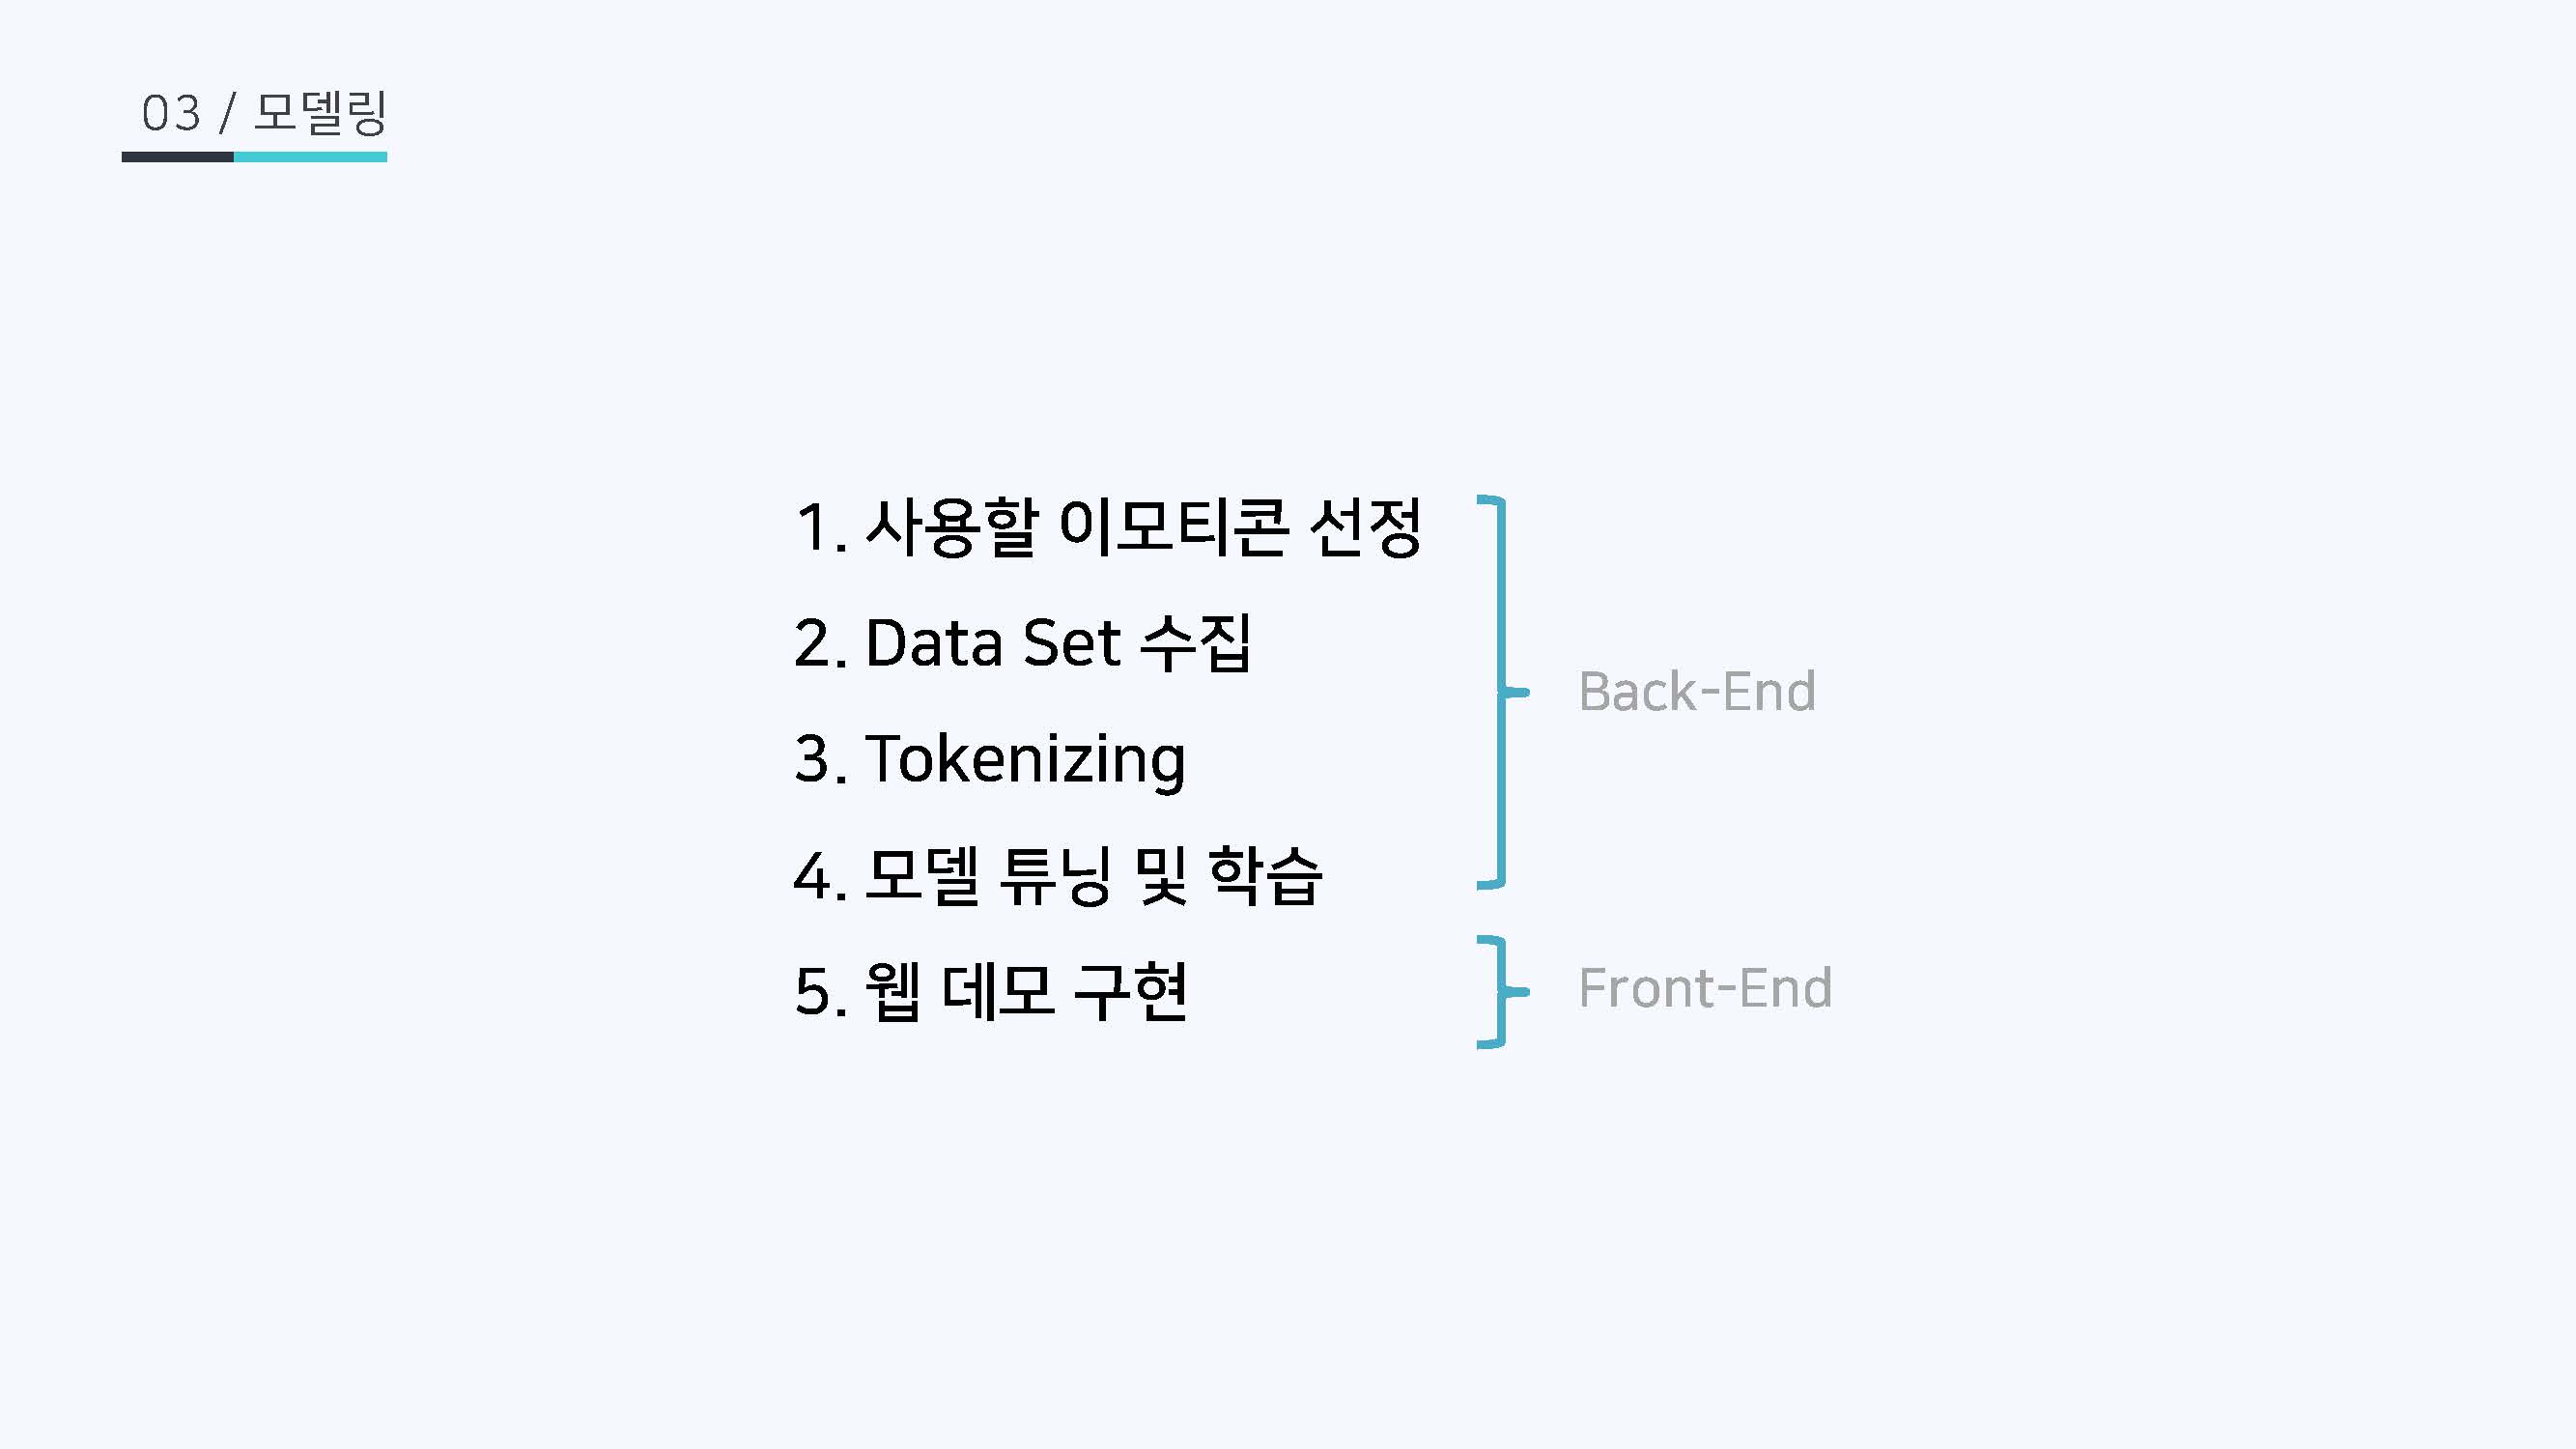 03 / 모델링
1. 사용할 이모티콘 선정
2. Data Set 수집
3. Tokenizing
4. 모델 튜닝 및 학습
Back-End
5. 웹 데모 구현
Front-End